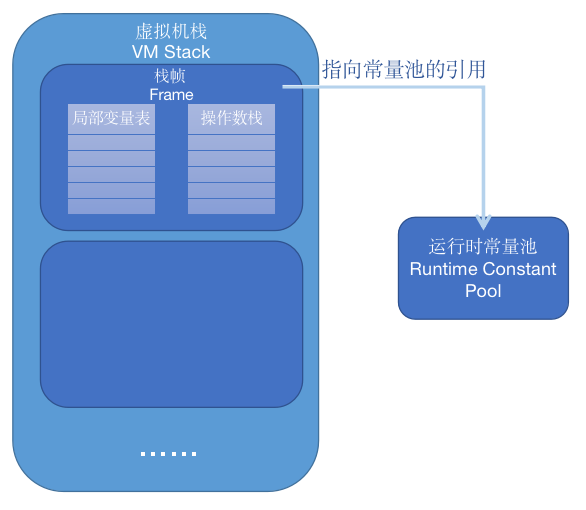 虚拟机栈
VM Stack
栈帧
Frame
局部变量表
操作数栈
指向常量池的引用
运行时常量池
Runtime Constant
Pool
......